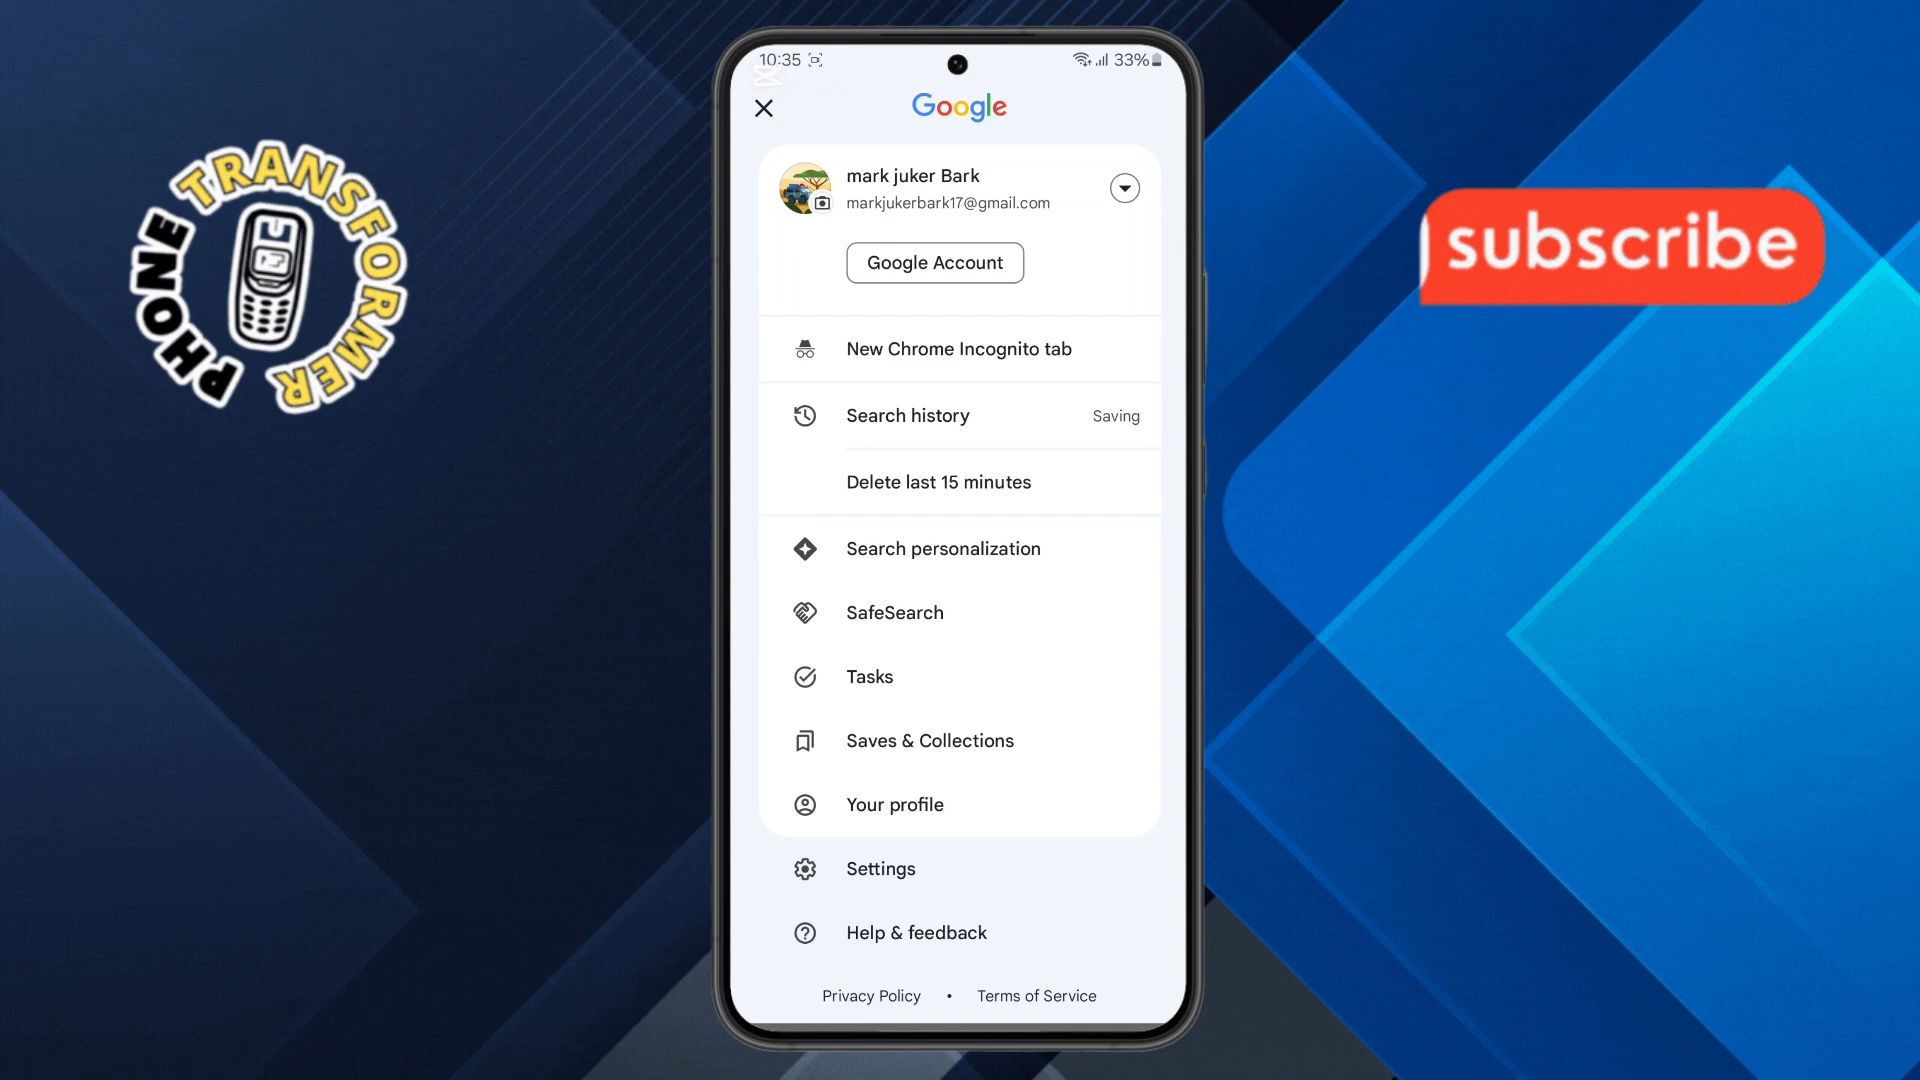 PHONE TRANSFORMER
subscribe
10:35
33%
Google
mark juker Bark
markjukerbark17@gmail.com
Google Account
New Chrome Incognito tab
Search history
Saving
Delete last 15 minutes
Search personalization
SafeSearch
Tasks
Saves & Collections
Your profile
Settings
Help & feedback
Privacy Policy • Terms of Service